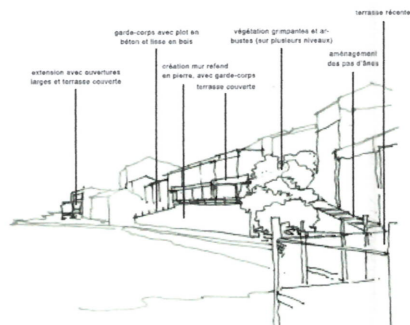 terrasse récente
garde-corps avec plot en
béton et lisse en bois
végétation grimpantes et ar-
bustes (sur plusieurs niveaux)
création mur refend
en pierre, avec garde-corps
aménagement
des pas d'ânes
extension avec ouvertures
larges et terrasse couverte
terrasse couverte